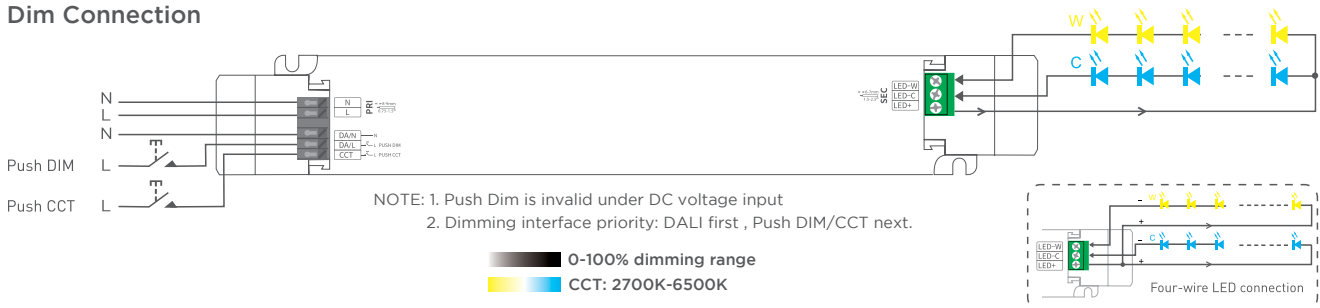 Dim Connection
W
C
N
L
N
Push DIM L
Push CCT L
N
L
PRI
DA/N
DA/L
CCT
N
L PUSH DIM
L PUSH CCT
SEC
LED-W
LED-C
LED+
NOTE: 1. Push Dim is invalid under DC voltage input
2. Dimming interface priority: DALI first , Push DIM/CCT next.
0-100% dimming range
CCT: 2700K-6500K
- W
+
- C
+
LED-W
LED-C
LED+
Four-wire LED connection